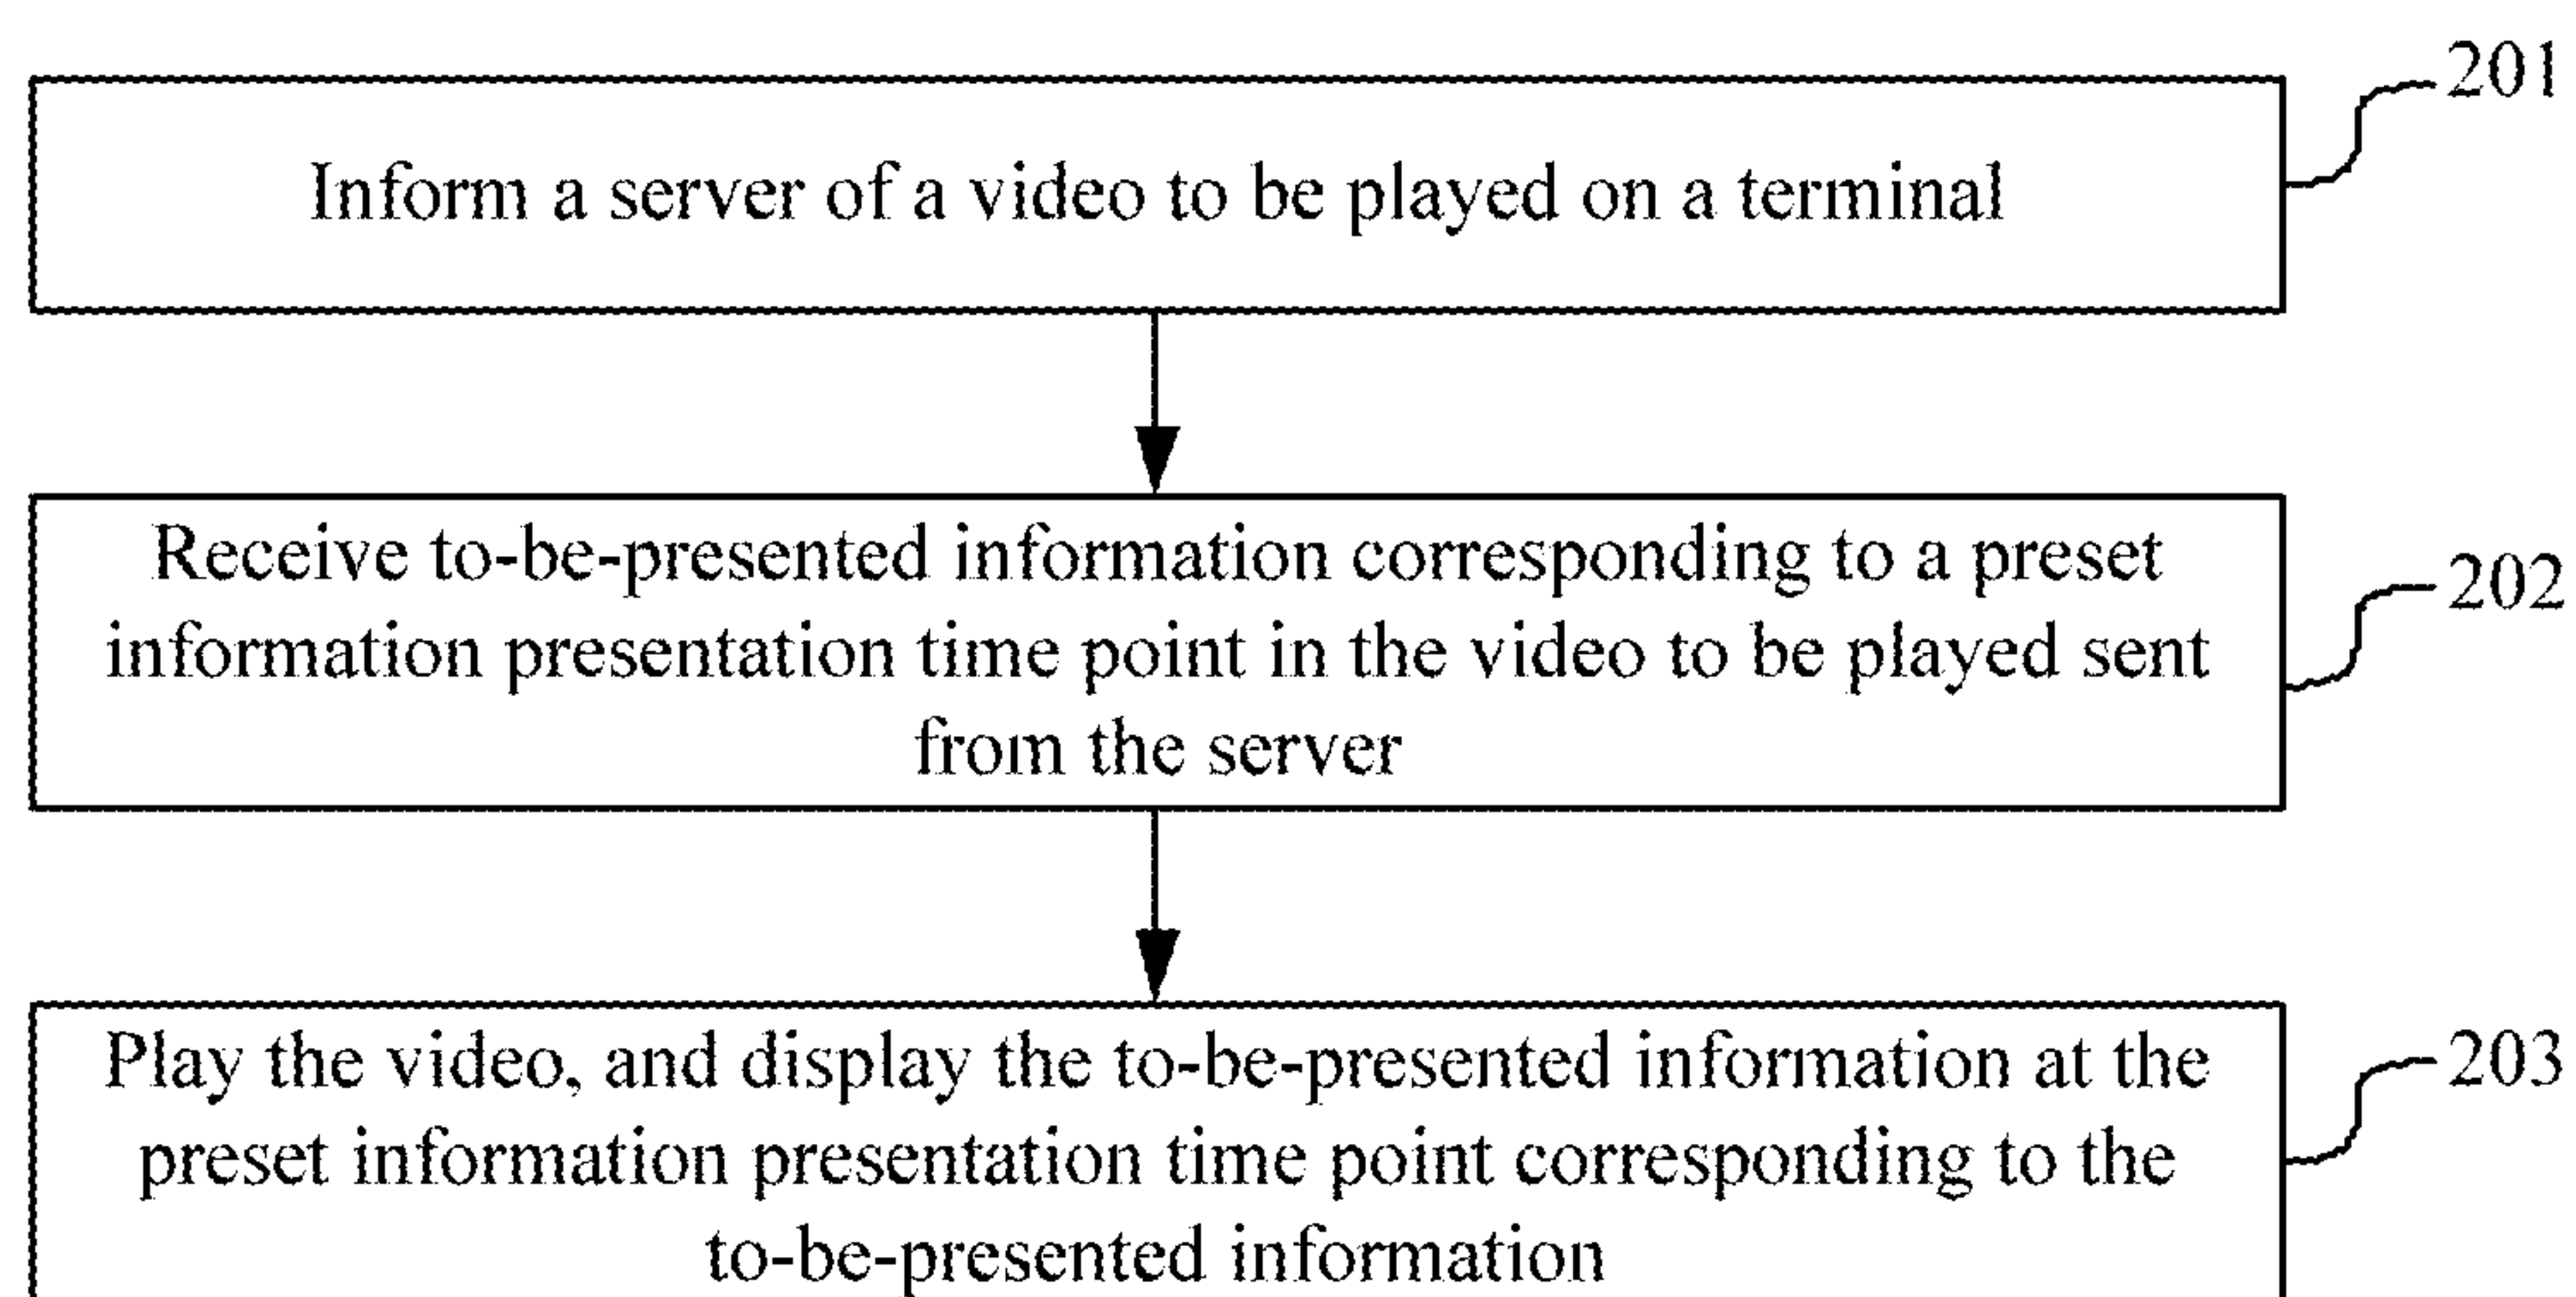 201
Inform a server of a video to be played on a terminal
Receive to-be-presented information corresponding to a preset
202
information presentation time point in the video to be played sent
from the server
Play the video, and display the to-be-presented information at the
203
preset information presentation time point corresponding to the
to-be-presented information